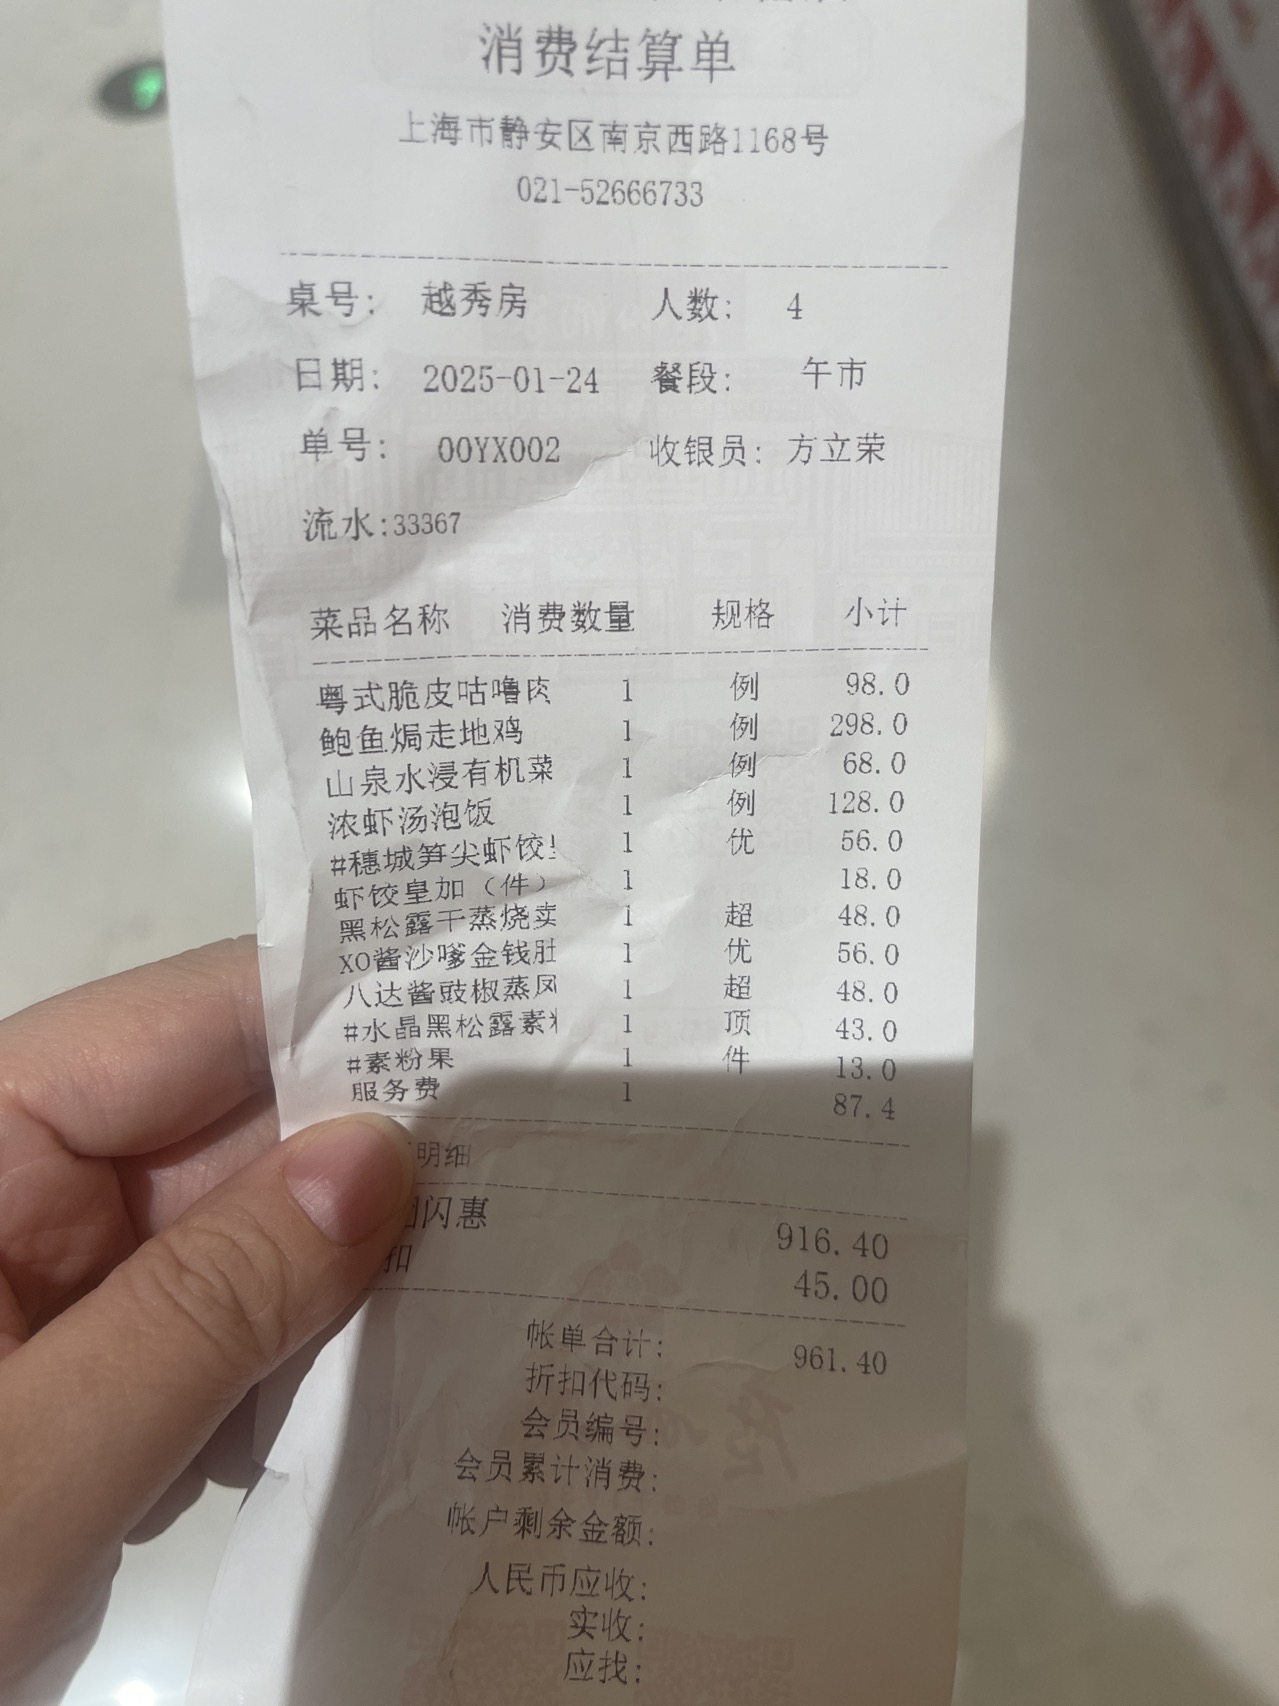 消费结算单
上海市静安区南京西路1168号
021-52666733
桌号: 越秀房 人数: 4
日期: 2025-01-24 餐段: 午市
单号: 00YX002 收银员: 方立荣
流水:33367
菜品名称 消费数量 规格 小计
粤式脆皮咕噜肉 1 例 98.0
鲍鱼焗走地鸡 1 例 298.0
山泉水浸有机菜 1 例 68.0
浓虾汤泡饭 1 例 128.0
#穗城笋尖虾饺 1 优 56.0
虾饺皇加（件） 1 18.0
黑松露干蒸烧卖 1 超 48.0
XO酱沙嗲金钱肚 1 优 56.0
八达酱豉椒蒸凤 1 超 48.0
#水晶黑松露素 1 顶 43.0
#素粉果 1 件 13.0
服务费 1 87.4
明细
闪惠 916.40
扣 45.00
帐单合计: 961.40
折扣代码:
会员编号:
会员累计消费:
帐户剩余金额:
人民币应收:
实收:
应找: